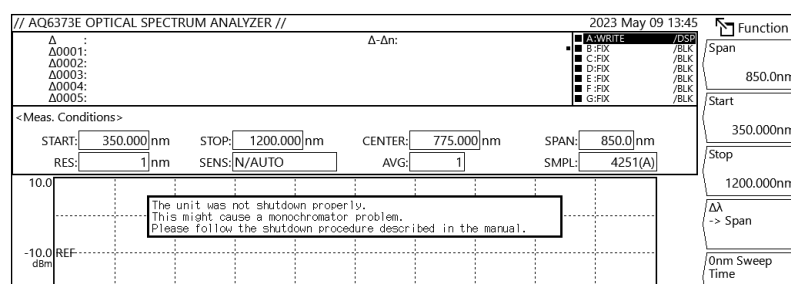 // AQ6373E OPTICAL SPECTRUM ANALYZER //
2023 May 09 13:45
Function
Δ :
Δ-Δn:
Δ0001:
Δ0002:
Δ0003:
Δ0004:
Δ0005:
A:WRITE /DSP
B:FIX /BLK
C:FIX /BLK
D:FIX /BLK
E:FIX /BLK
F:FIX /BLK
G:FIX /BLK
<Meas. Conditions>
START: 350.000 nm STOP: 1200.000 nm CENTER: 775.000 nm SPAN: 850.0 nm
RES: 1 nm SENS: N/AUTO AVG: 1 SMPL: 4251(A)
10.0
The unit was not shutdown properly.
This might cause a monochromator problem.
Please follow the shutdown procedure described in the manual.
-10.0 REF
dBm
Span
850.0nm
Start
350.000nm
Stop
1200.000nm
Δλ
-> Span
0nm Sweep
Time